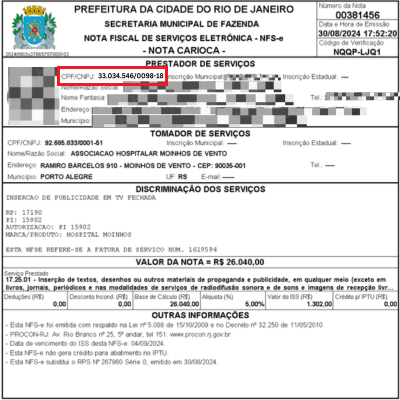 PREFEITURA DA CIDADE DO RIO DE JANEIRO
SECRETARIA MUNICIPAL DE FAZENDA
NOTA FISCAL DE SERVIÇOS ELETRÔNICA - NFS-e
- NOTA CARIOCA -
Número da Nota
00381456
Data e Hora de Emissão
30/08/2024 17:52:20
Código de Verificação
NQQP-LJQ1
PRESTADOR DE SERVIÇOS
CPF/CNPJ: 33.034.546/0098-18 Inscrição Municipal: Inscrição Estadual: ----
Nome/Razão Social:
Nome Fantasia Tel.:
Endereço:
Município:
TOMADOR DE SERVIÇOS
CPF/CNPJ: 92.685.833/0001-51 Inscrição Municipal: ---- Inscrição Estadual: ----
Nome/Razão Social: ASSOCIACAO HOSPITALAR MOINHOS DE VENTO
Endereço: RAMIRO BARCELOS 910 - MOINHOS DE VENTO - CEP: 90035-001 Tel.: ----
Município: PORTO ALEGRE UF RS E-mail: -----
DISCRIMINAÇÃO DOS SERVIÇOS
INSERCAO DE PUBLICIDADE EM TV FECHADA
RP: 17190
PI: 15902
AUTORIZACAO: PI 15902
MARCA/PRODUTO: HOSPITAL MOINHOS
ESTA NFSE REFERE-SE A FATURA DE SERVICO NUM. 1619594
VALOR DA NOTA = R$ 26.040,00
Serviço Prestado
17.25.01 - Inserção de textos, desenhos ou outros materiais de propaganda e publicidade, em qualquer meio (exceto em
livros, jornais, periódicos e nas modalidades de serviços de radiodifusão sonora e de sons e imagens de recepção livr...
Deduções (R$) Desconto Incond. (R$) Base de Cálculo (R$) Alíquota (%) Valor do ISS (R$) Crédito p/ IPTU (R$)
0,00 0,00 26.040,00 5,00% 1.302,00 0,00
OUTRAS INFORMAÇÕES
- Esta NFS-e foi emitida com respaldo na Lei nº 5.098 de 15/10/2009 e no Decreto nº 32.250 de 11/05/2010
- PROCON-RJ: Av. Rio Branco nº 25, 5º andar, tel 151: www.procon.rj.gov.br
- Data de vencimento do ISS desta NFS-e: 04/09/2024.
- Esta NFS-e não gera crédito para abatimento no IPTU.
- Esta NFS-e substitui o RPS Nº 267960 Série 0, emitido em 30/08/2024.